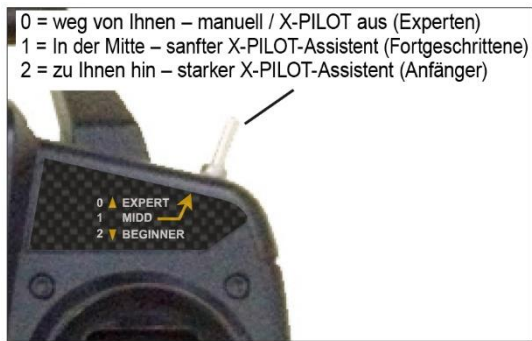 0 = weg von Ihnen – manuell / X-PILOT aus (Experten)
1 = In der Mitte – sanfter X-PILOT-Assistent (Fortgeschrittene)
2 = zu Ihnen hin – starker X-PILOT-Assistent (Anfänger)
0 ▲ EXPERT
1 MIDD
2 ▼ BEGINNER